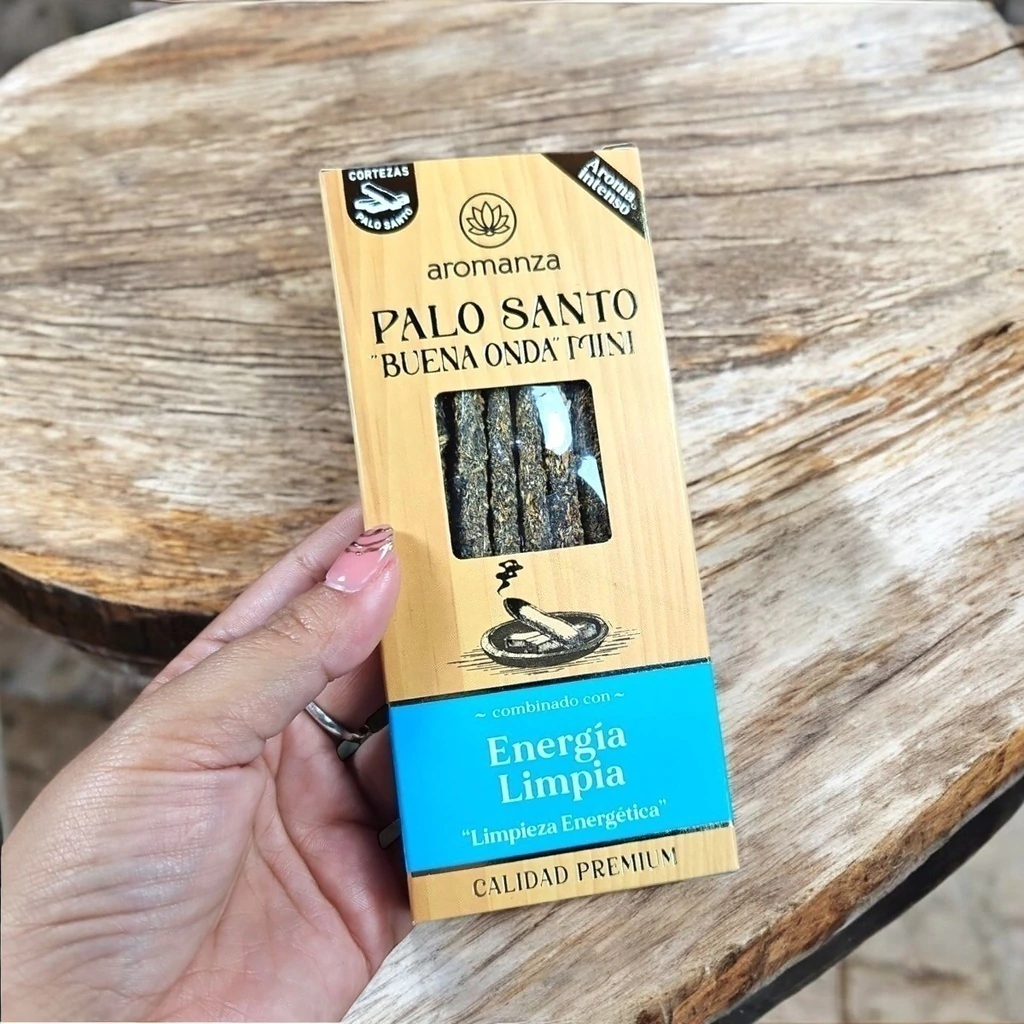 CORTEZAS
PALO SANTO
Aroma
intenso
aromanza
PALO SANTO
"BUENA ONDA" MINI
~ combinado con ~
Energía
Limpia
“Limpieza Energética”
CALIDAD PREMIUM